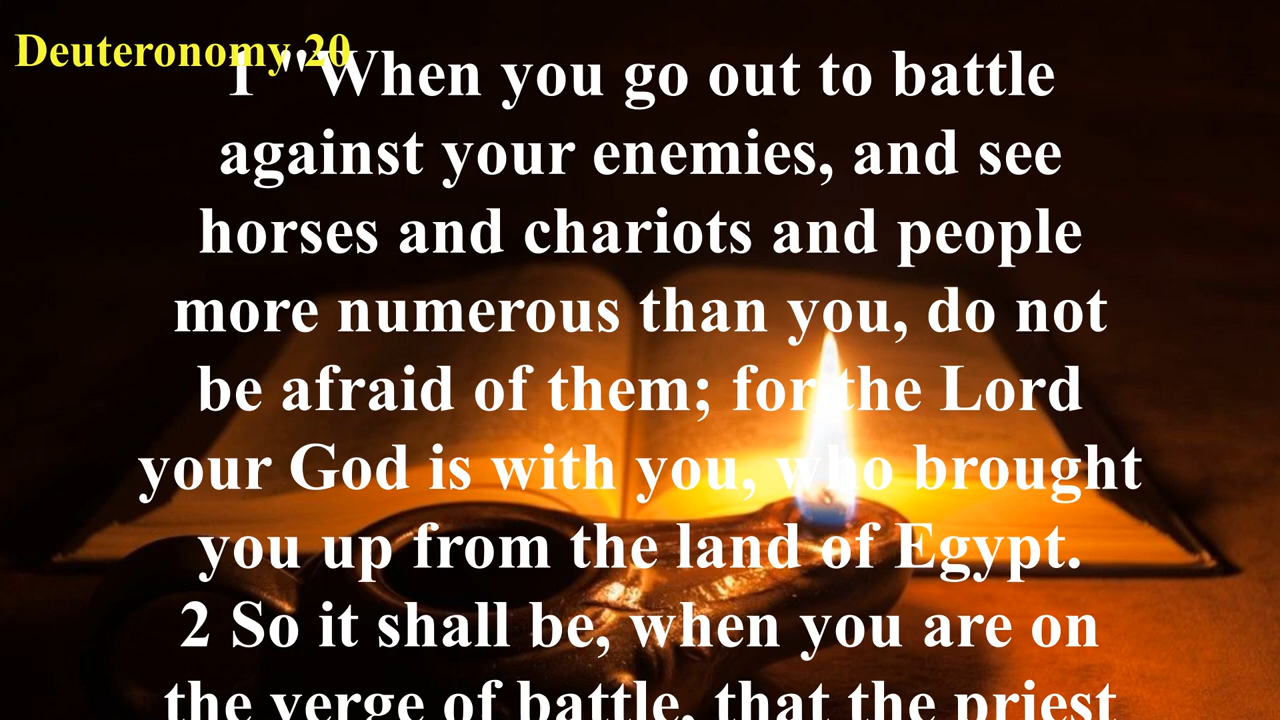 Deuteronomy 20
1 "When you go out to battle
against your enemies, and see
horses and chariots and people
more numerous than you, do not
be afraid of them; for the Lord
your God is with you, who brought
you up from the land of Egypt.
2 So it shall be, when you are on
the verge of battle, that the priest